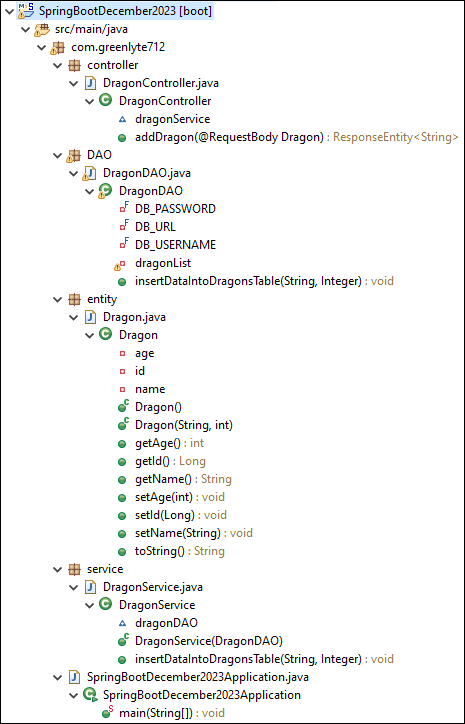 SpringBootDecember2023 [boot]
src/main/java
com.greenlyte712
controller
DragonController.java
DragonController
dragonService
addDragon(@RequestBody Dragon) : ResponseEntity<String>
DAO
DragonDAO.java
DragonDAO
DB_PASSWORD
DB_URL
DB_USERNAME
dragonList
insertDataIntoDragonsTable(String, Integer) : void
entity
Dragon.java
Dragon
age
id
name
Dragon()
Dragon(String, int)
getAge() : int
getId() : Long
getName() : String
setAge(int) : void
setId(Long) : void
setName(String) : void
toString() : String
service
DragonService.java
DragonService
dragonDAO
DragonService(DragonDAO)
insertDataIntoDragonsTable(String, Integer) : void
SpringBootDecember2023Application.java
SpringBootDecember2023Application
main(String[]) : void